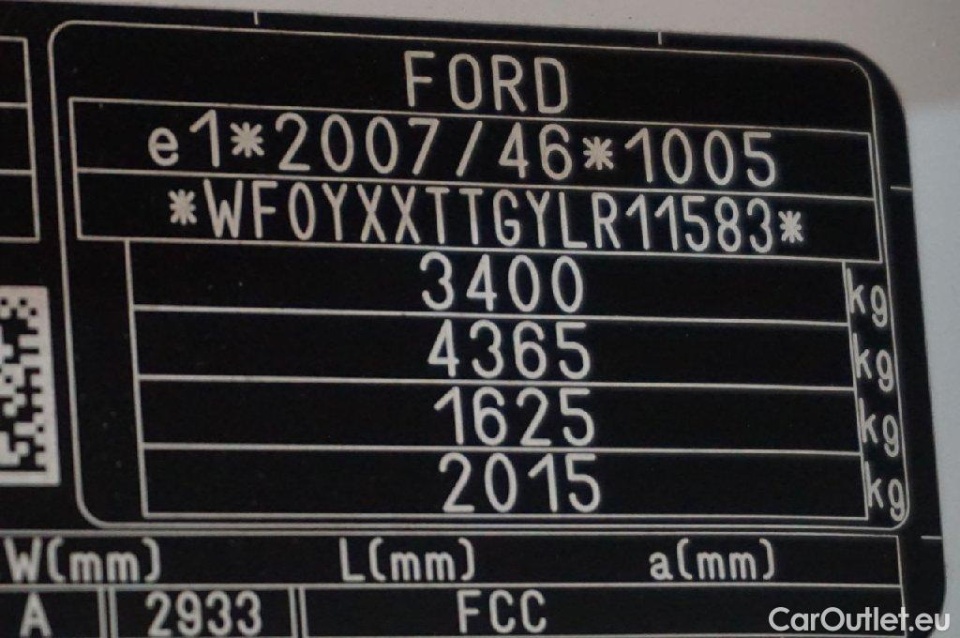 FORD
e1*2007/46*1005
*WF0YXXTTGYLR11583*
3400 kg
4365 kg
1625 kg
2015 kg
W(mm) L(mm) a(mm)
A 2933 FCC
CarOutlet.eu